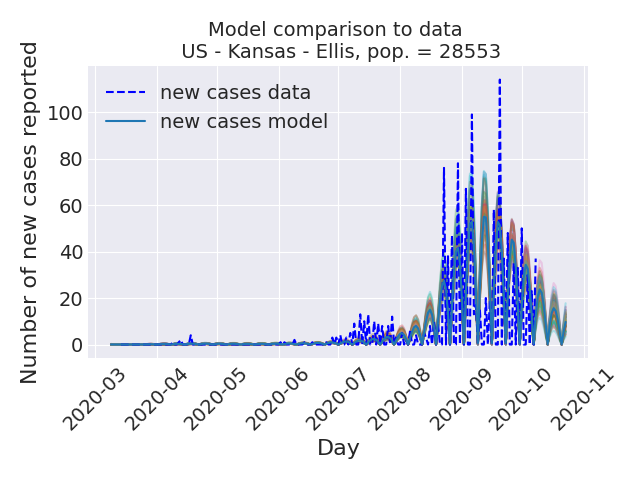 Model comparison to data
US - Kansas - Ellis, pop. = 28553
Number of new cases reported
new cases data
new cases model
100
80
60
40
20
0
2020-03
2020-04
2020-05
2020-06
2020-07
2020-08
2020-09
2020-10
2020-11
Day